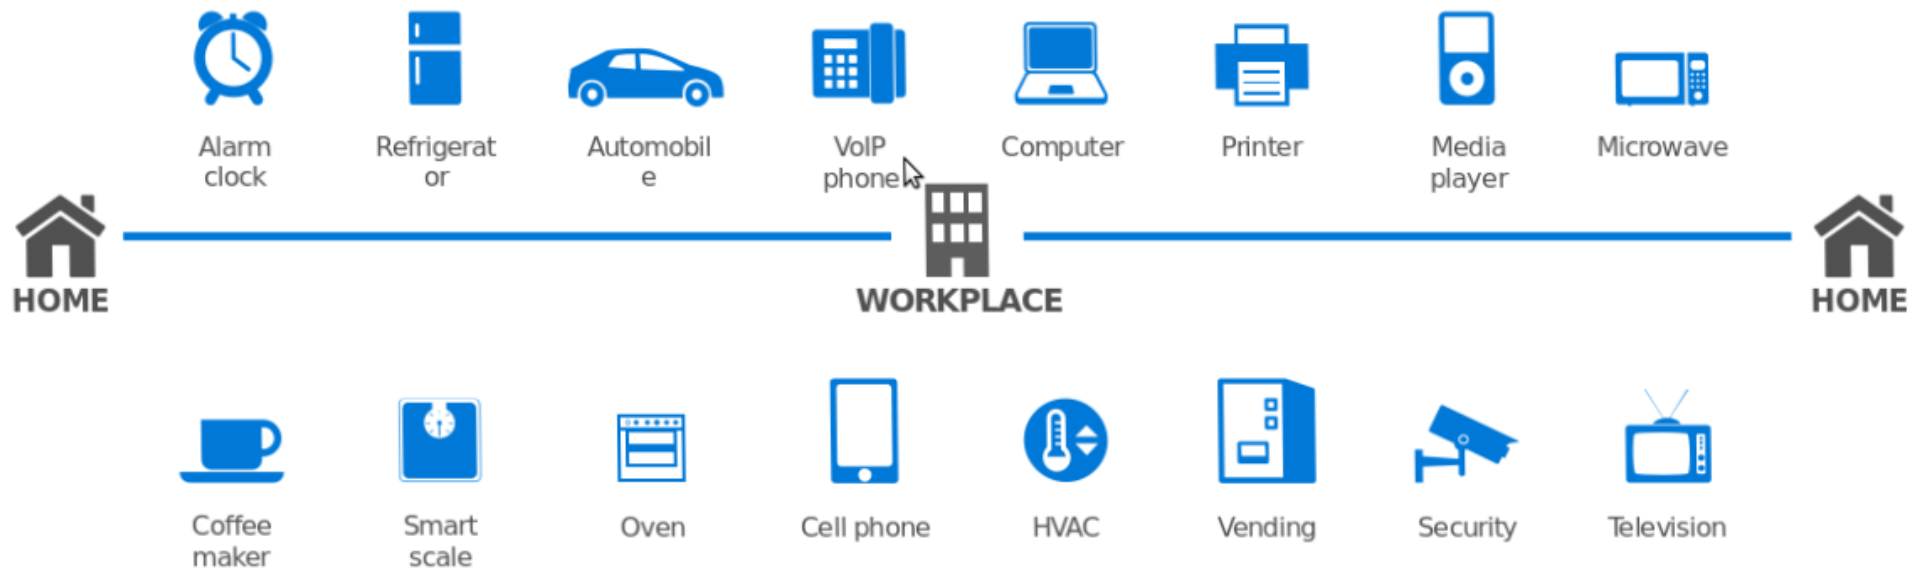 Alarm
clock
Refrigerat
or
Automobil
e
VoIP
phone
Computer
Printer
Media
player
Microwave
HOME
WORKPLACE
HOME
Coffee
maker
Smart
scale
Oven
Cell phone
HVAC
Vending
Security
Television